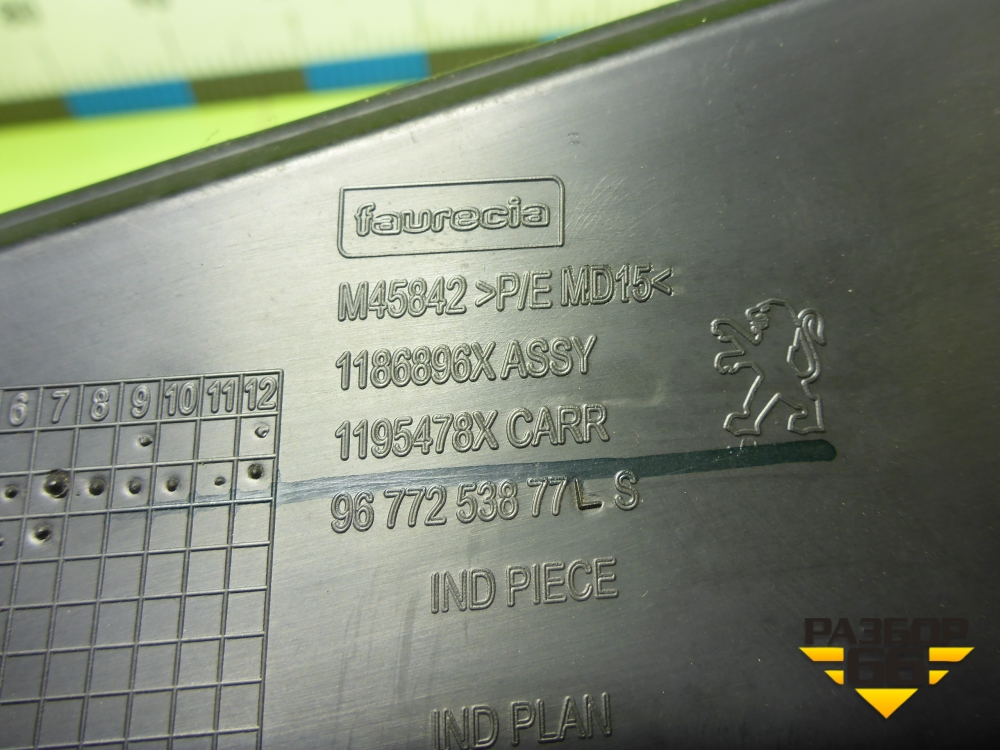 faurecia
M45842 >P/E MD15<
1186896X ASSY
1195478X CARR
6 7 8 9 10 11 12
96 772 538 77 L S
IND PIECE
IND PLAN
РАЗБОР
66